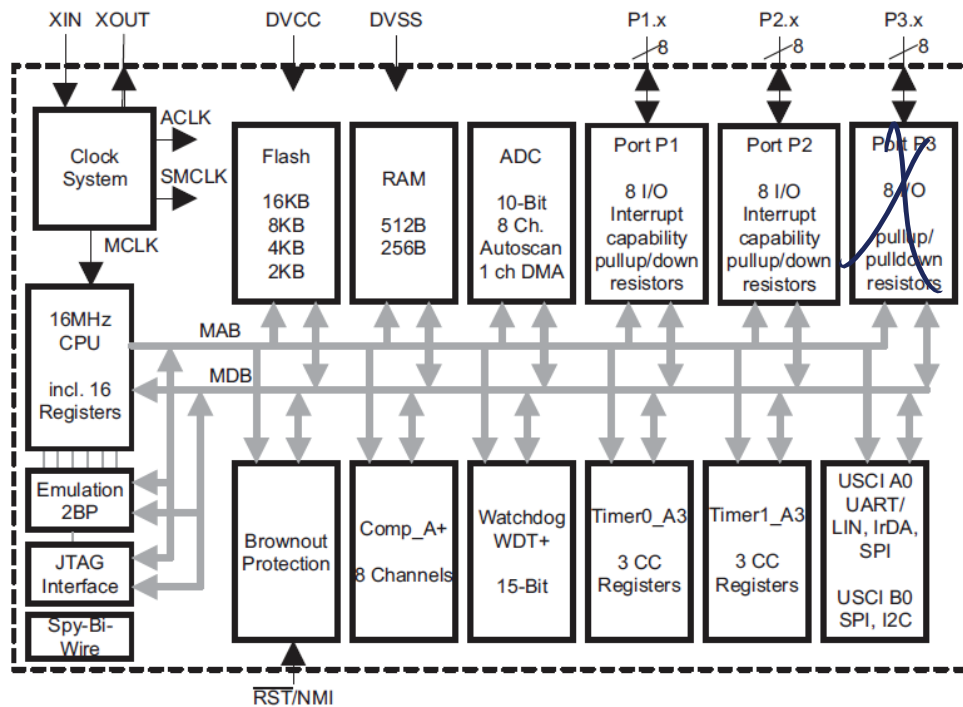 XIN XOUT DVCC DVSS P1.x P2.x P3.x
8 8 8
Clock
System
ACLK
SMCLK
MCLK
Flash
16KB
8KB
4KB
2KB
RAM
512B
256B
ADC
10-Bit
8 Ch.
Autoscan
1 ch DMA
Port P1
8 I/O
Interrupt
capability
pullup/down
resistors
Port P2
8 I/O
Interrupt
capability
pullup/down
resistors
Port P3
8 I/O
pullup/
pulldown
resistors
16MHz
CPU
incl. 16
Registers
MAB
MDB
Emulation
2BP
JTAG
Interface
Spy-Bi-
Wire
Brownout
Protection
Comp_A+
8 Channels
Watchdog
WDT+
15-Bit
Timer0_A3
3 CC
Registers
Timer1_A3
3 CC
Registers
USCI A0
UART/
LIN, IrDA,
SPI
USCI B0
SPI, I2C
RST/NMI